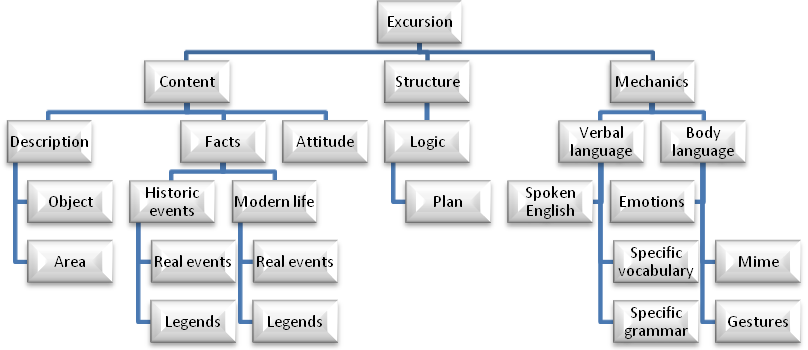 Excursion
Content
Structure
Mechanics
Description
Facts
Attitude
Logic
Verbal
language
Body
language
Object
Historic
events
Modern life
Plan
Spoken
English
Emotions
Area
Real events
Real events
Specific
vocabulary
Mime
Legends
Legends
Specific
grammar
Gestures